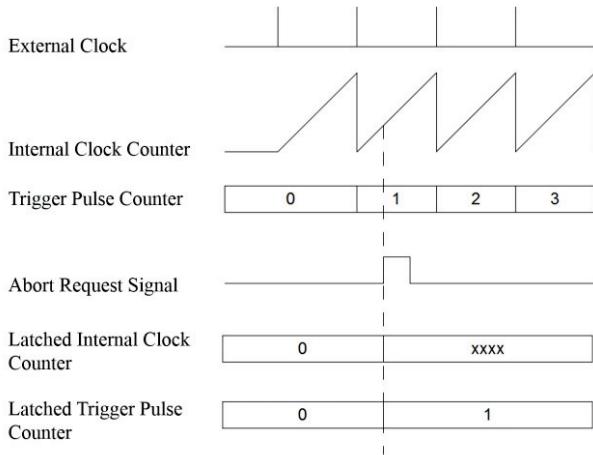 External Clock
Internal Clock Counter
Trigger Pulse Counter
0 1 2 3
Abort Request Signal
Latched Internal Clock
Counter
0 xxxx
Latched Trigger Pulse
Counter
0 1